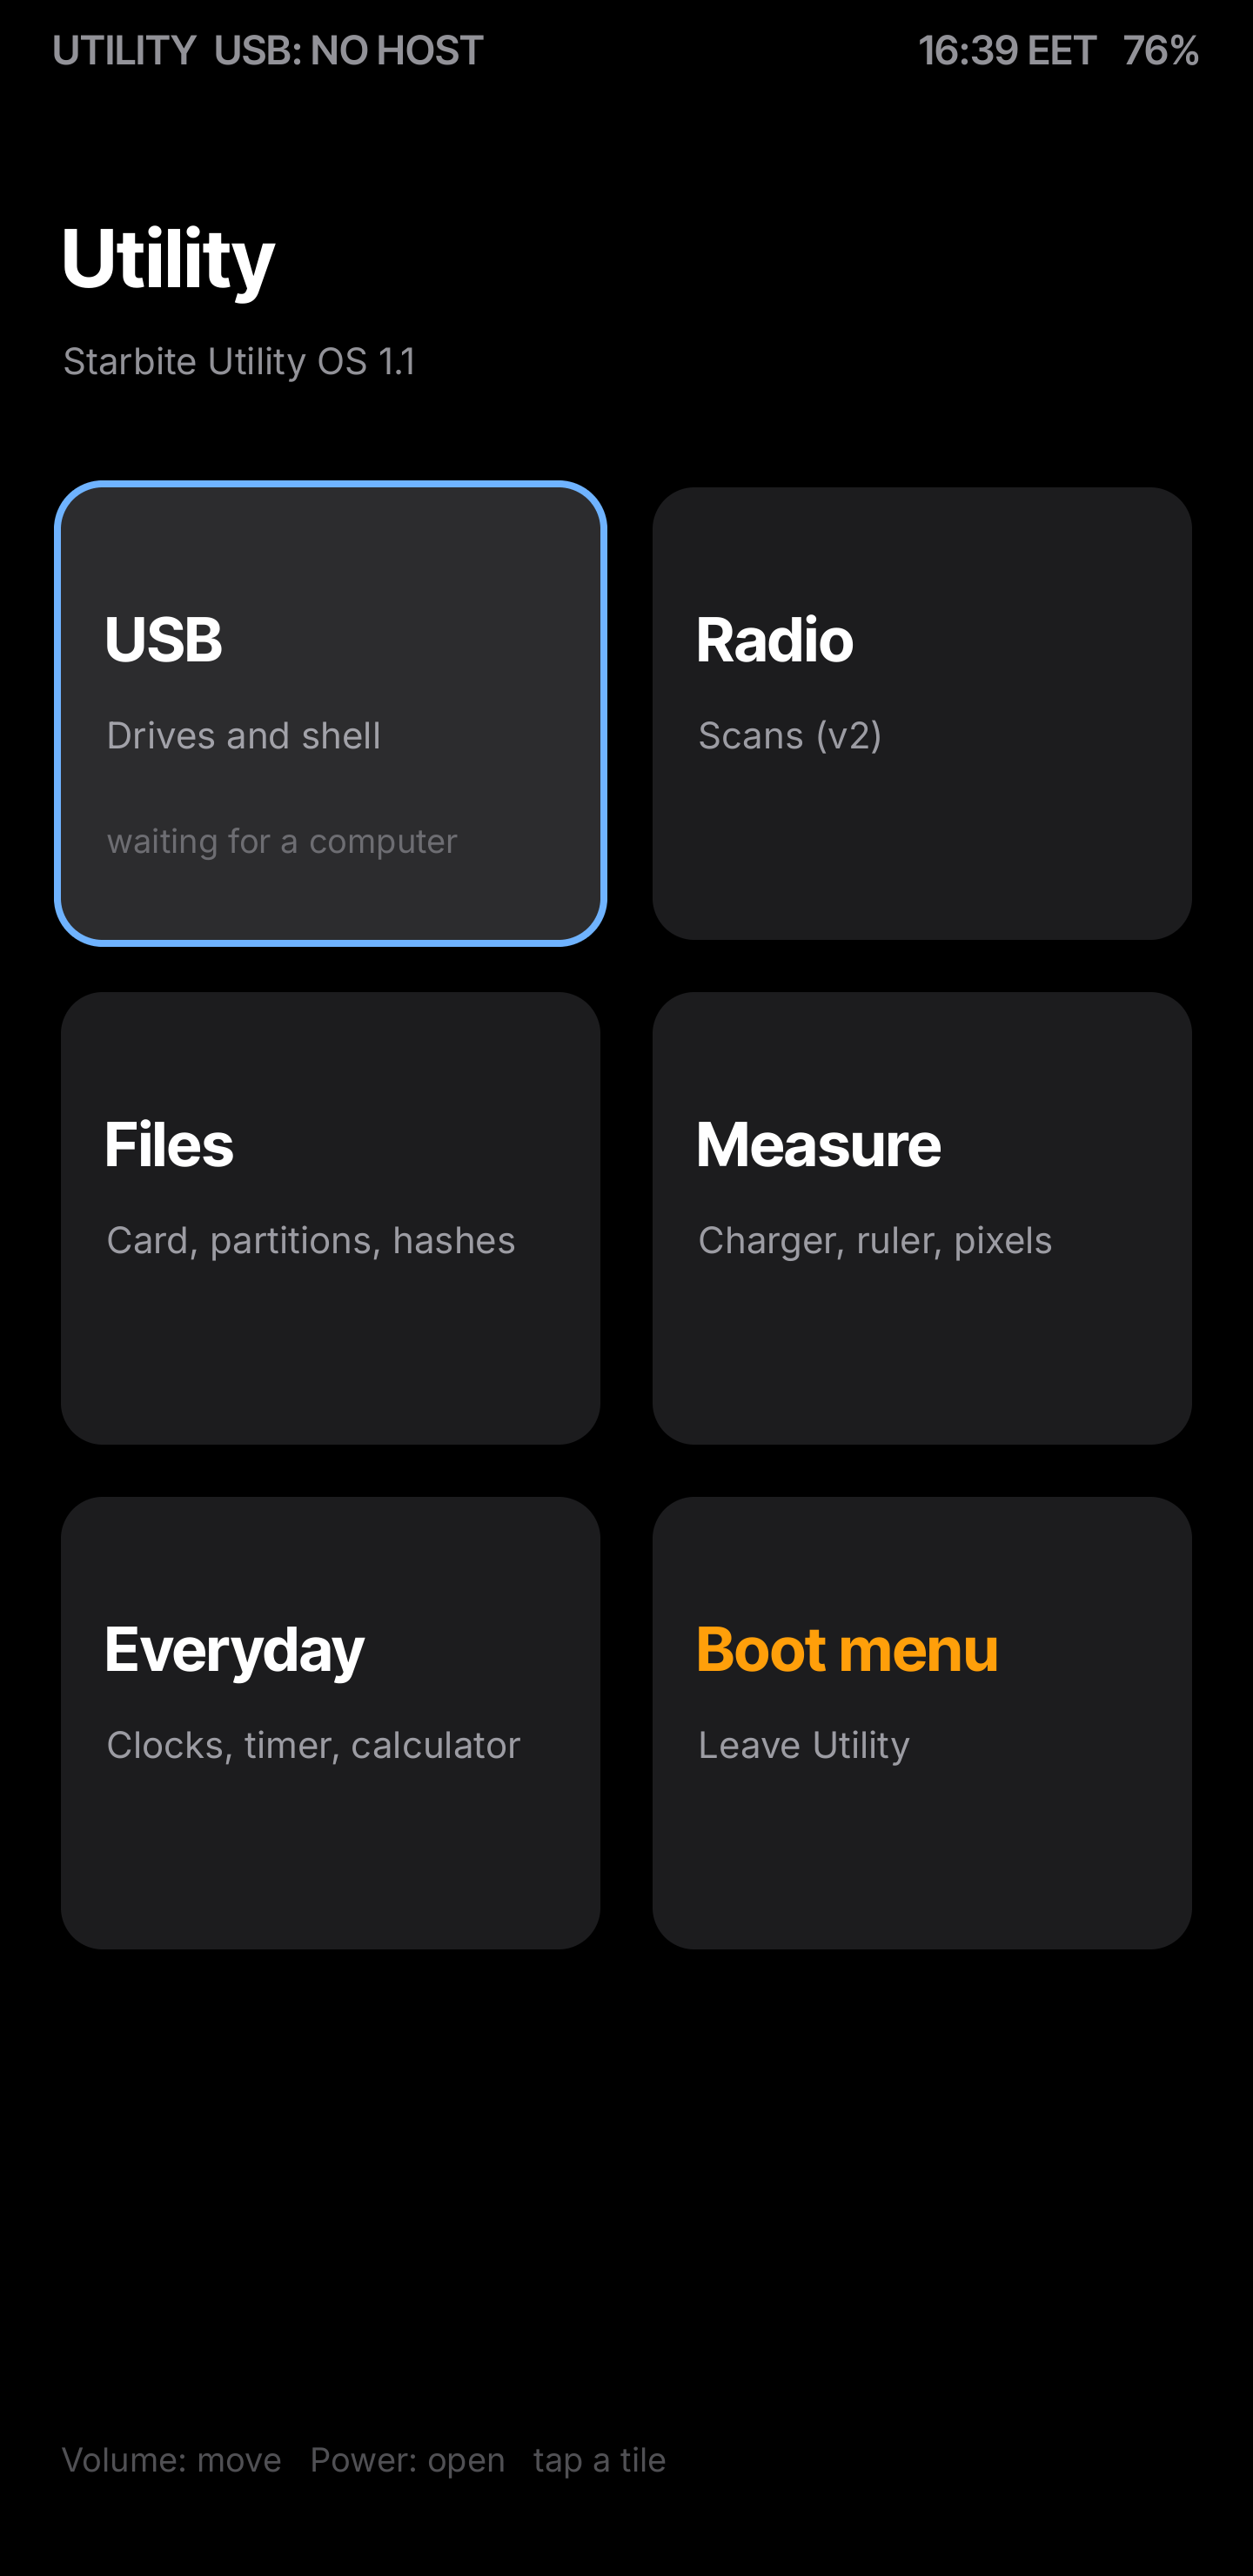 UTILITY USB: NO HOST 16:39 EET 76%
Utility
Starbite Utility OS 1.1
USB
Drives and shell
waiting for a computer
Radio
Scans (v2)
Files
Card, partitions, hashes
Measure
Charger, ruler, pixels
Everyday
Clocks, timer, calculator
Boot menu
Leave Utility
Volume: move Power: open tap a tile